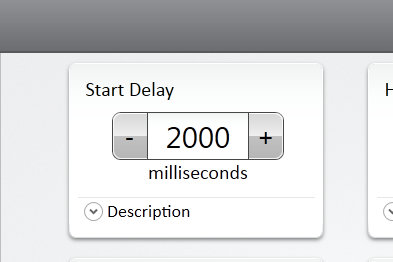 Start Delay
- 2000 +
milliseconds
Description
H